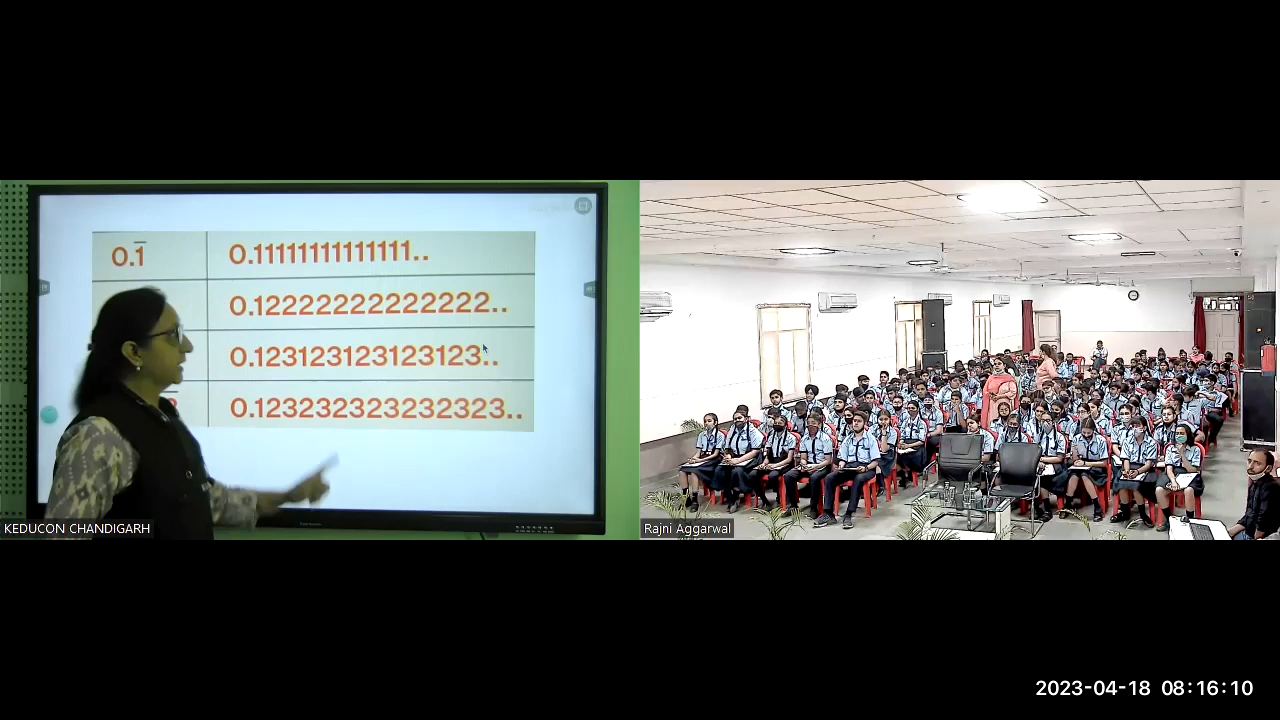 0.1̅ 0.11111111111111..
0.12222222222222..
0.123123123123123..
0.123232323232323..
KEDUCON CHANDIGARH
Rajni Aggarwal
2023-04-18 08:16:10